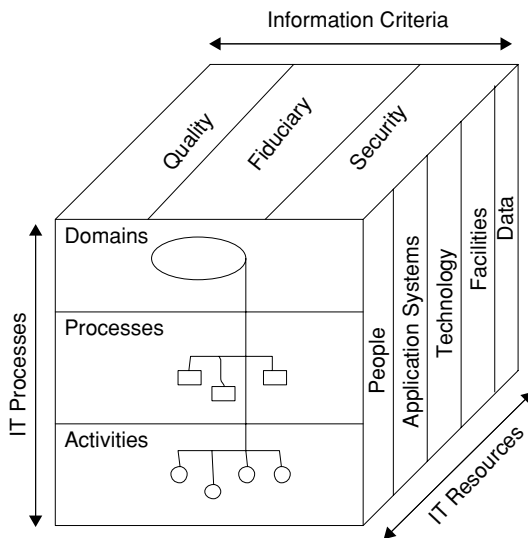 Information Criteria
Quality
Fiduciary
Security
IT Processes
Domains
Processes
Activities
People
Application Systems
Technology
Facilities
Data
IT Resources